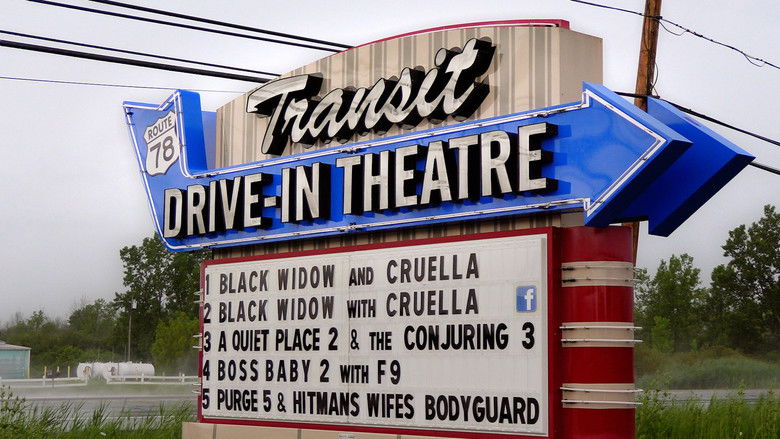 Transit
ROUTE
78
DRIVE-IN THEATRE
1 BLACK WIDOW AND CRUELLA
2 BLACK WIDOW WITH CRUELLA
f
3 A QUIET PLACE 2 & THE CONJURING 3
4 BOSS BABY 2 WITH F9
5 PURGE 5 & HITMANS WIFES BODYGUARD